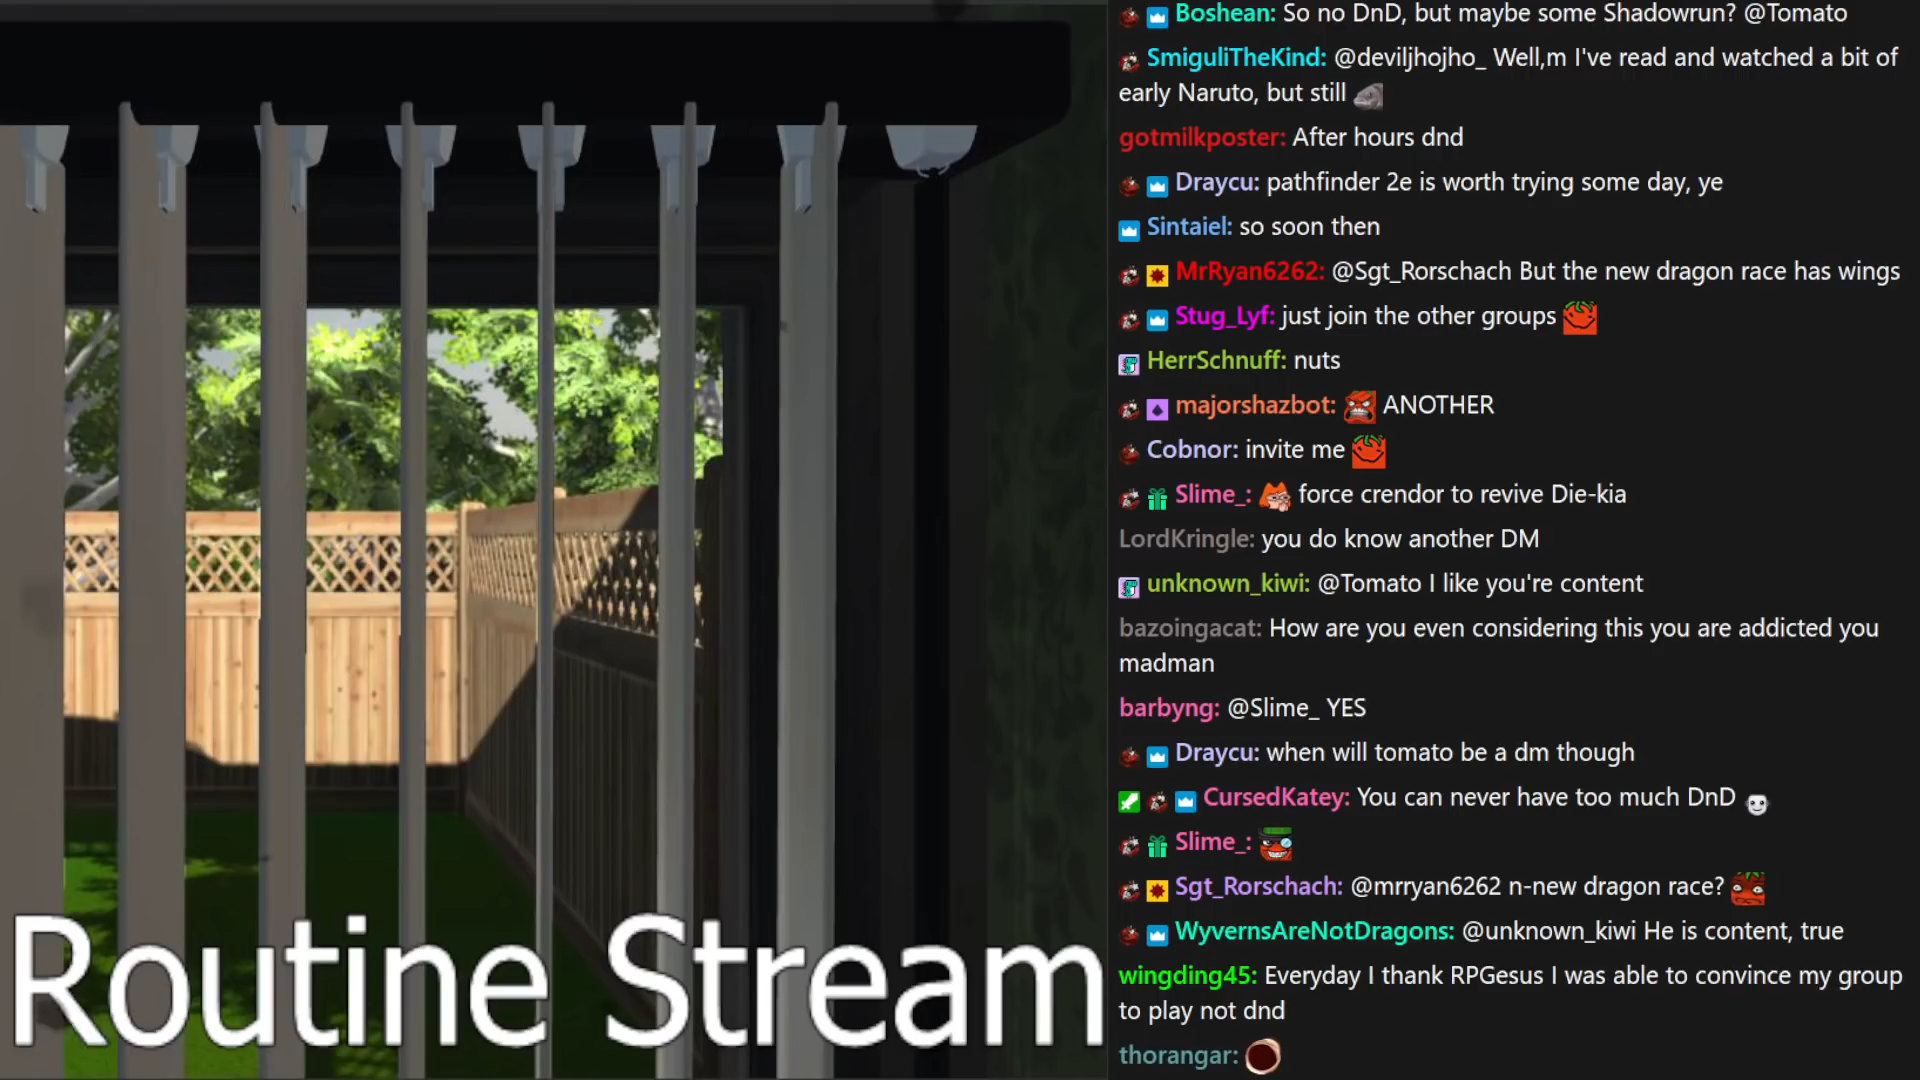 Boshean: So no DnD, but maybe some Shadowrun? @Tomato
SmiguliTheKind: @deviljhojho_ Well,m I've read and watched a bit of
early Naruto, but still
gotmilkposter: After hours dnd
Draycu: pathfinder 2e is worth trying some day, ye
Sintaiel: so soon then
MrRyan6262: @Sgt_Rorschach But the new dragon race has wings
Stug_Lyf: just join the other groups
HerrSchnuff: nuts
majorshazbot: ANOTHER
Cobnor: invite me
Slime_: force crendor to revive Die-kia
LordKringle: you do know another DM
unknown_kiwi: @Tomato I like you're content
bazoingacat: How are you even considering this you are addicted you
madman
barbyng: @Slime_ YES
Draycu: when will tomato be a dm though
CursedKatey: You can never have too much DnD
Slime_:
Sgt_Rorschach: @mrryan6262 n-new dragon race?
WyvernsAreNotDragons: @unknown_kiwi He is content, true
wingding45: Everyday I thank RPGesus I was able to convince my group
to play not dnd
thorangar:
Routine Stream